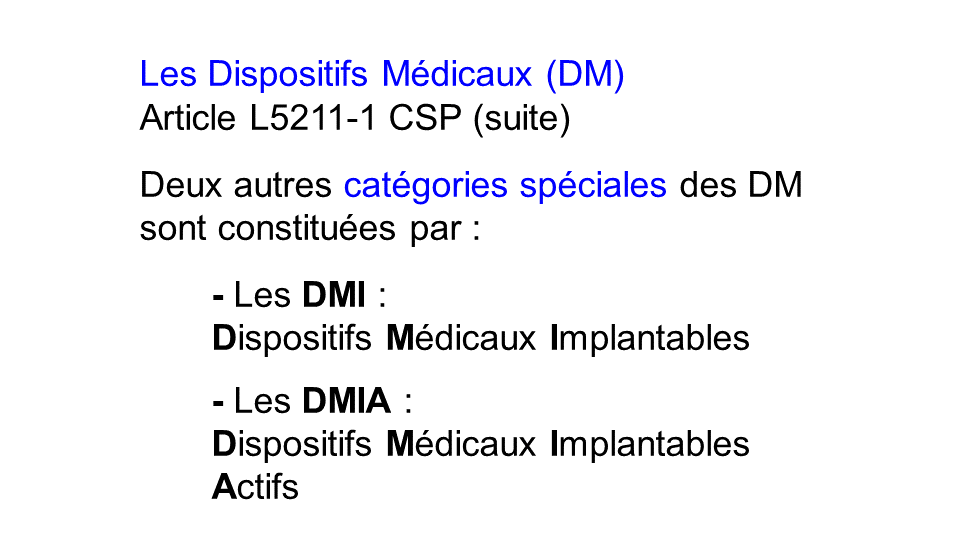 Les Dispositifs Médicaux (DM)
Article L5211-1 CSP (suite)
Deux autres catégories spéciales des DM
sont constituées par :
- Les DMI :
Dispositifs Médicaux Implantables
- Les DMIA :
Dispositifs Médicaux Implantables
Actifs